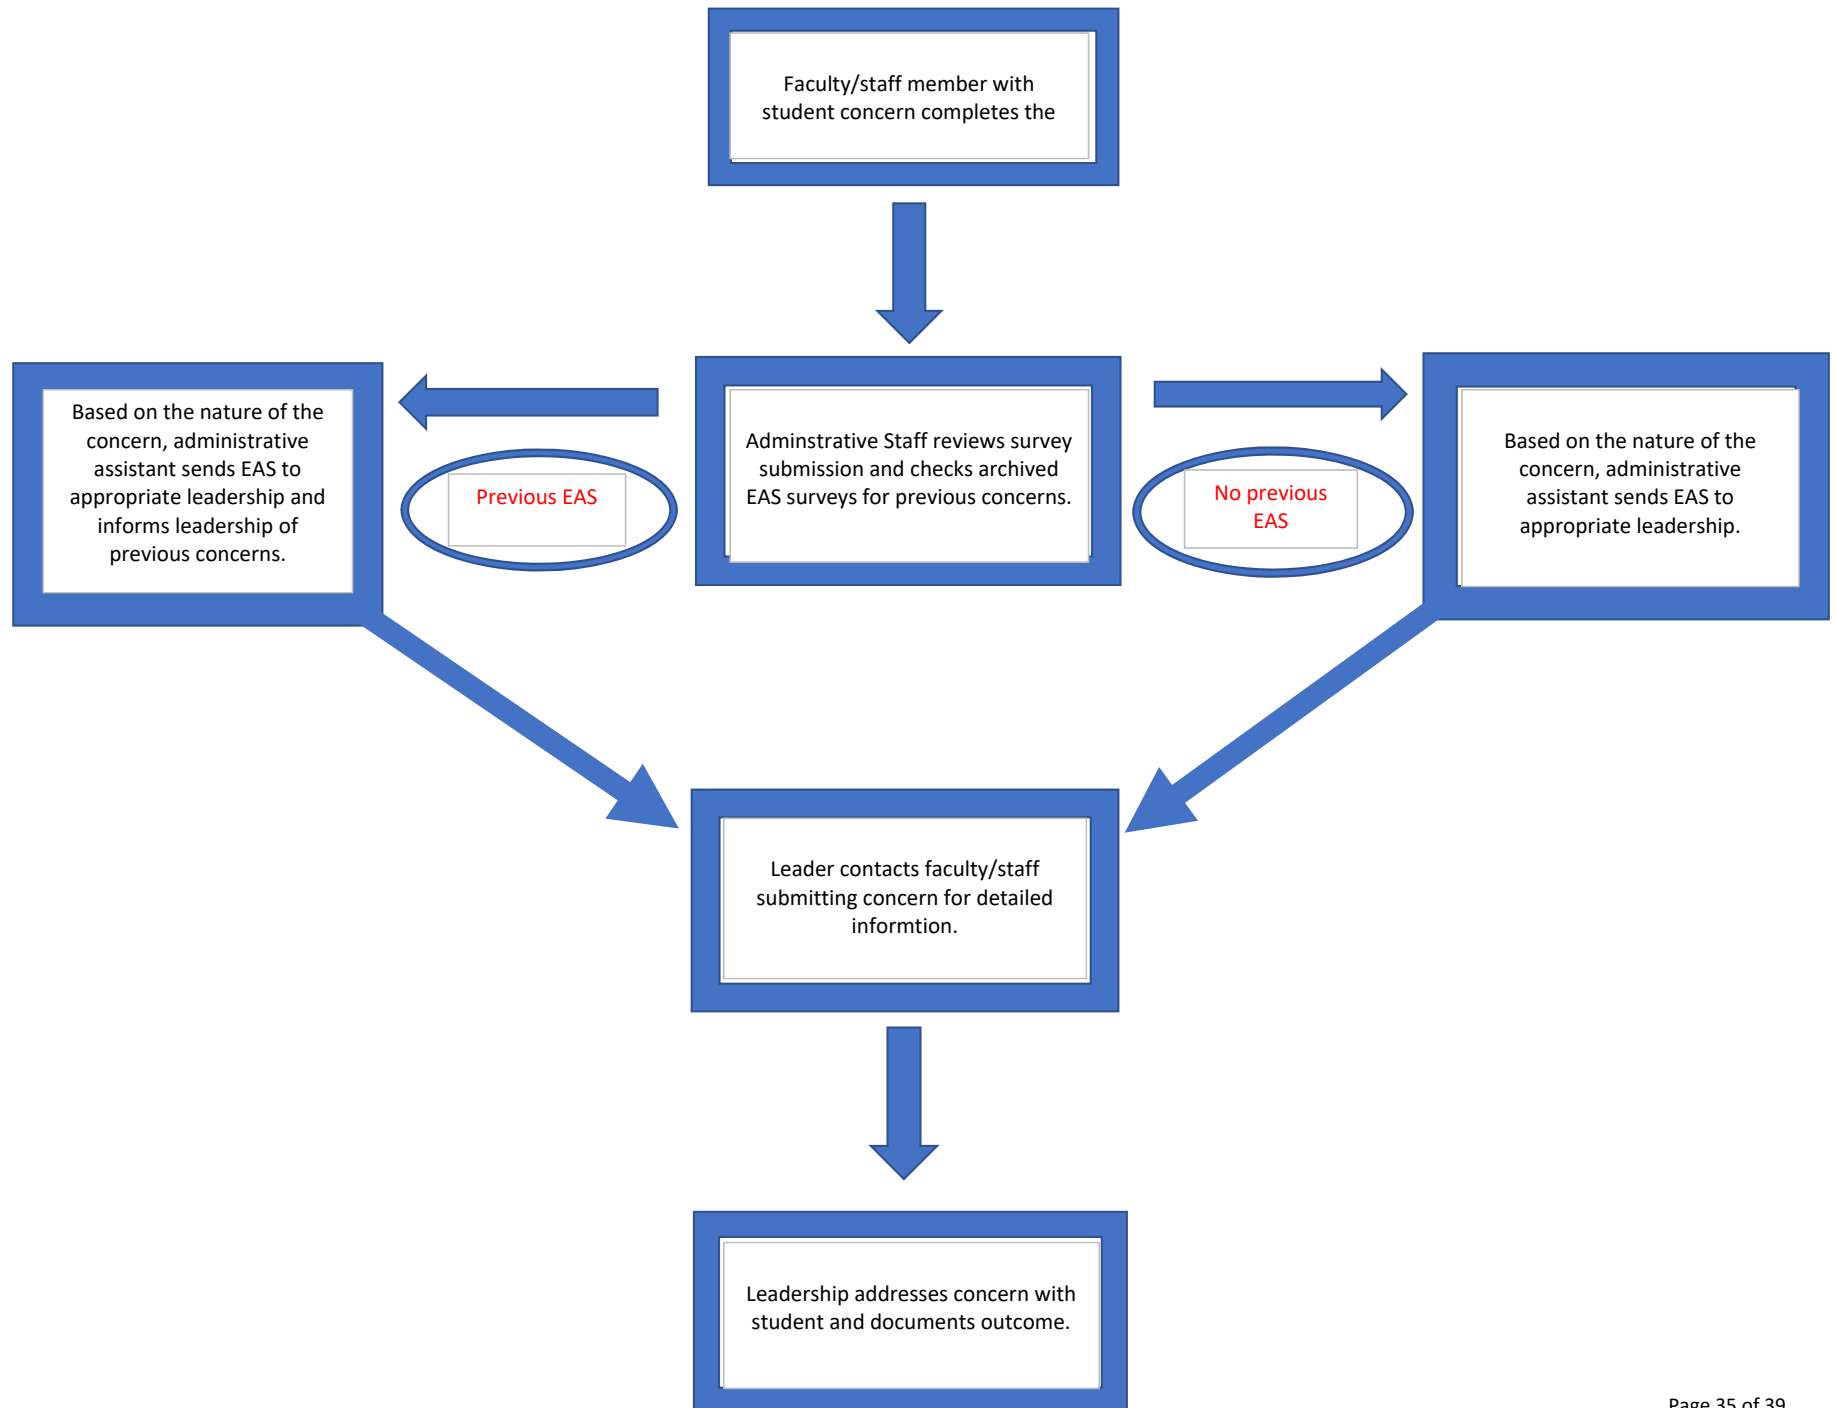 Faculty/staff member with
student concern completes the
Based on the nature of the
concern, administrative
assistant sends EAS to
appropriate leadership and
informs leadership of
previous concerns.
Previous EAS
Adminstrative Staff reviews survey
submission and checks archived
EAS surveys for previous concerns.
No previous
EAS
Based on the nature of the
concern, administrative
assistant sends EAS to
appropriate leadership.
Leader contacts faculty/staff
submitting concern for detailed
informtion.
Leadership addresses concern with
student and documents outcome.
Page 35 of 39